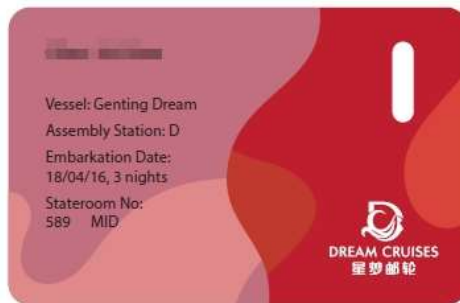 Vessel: Genting Dream
Assembly Station: D
Embarkation Date:
18/04/16, 3 nights
Stateroom No:
589 MID
DREAM CRUISES
星梦邮轮